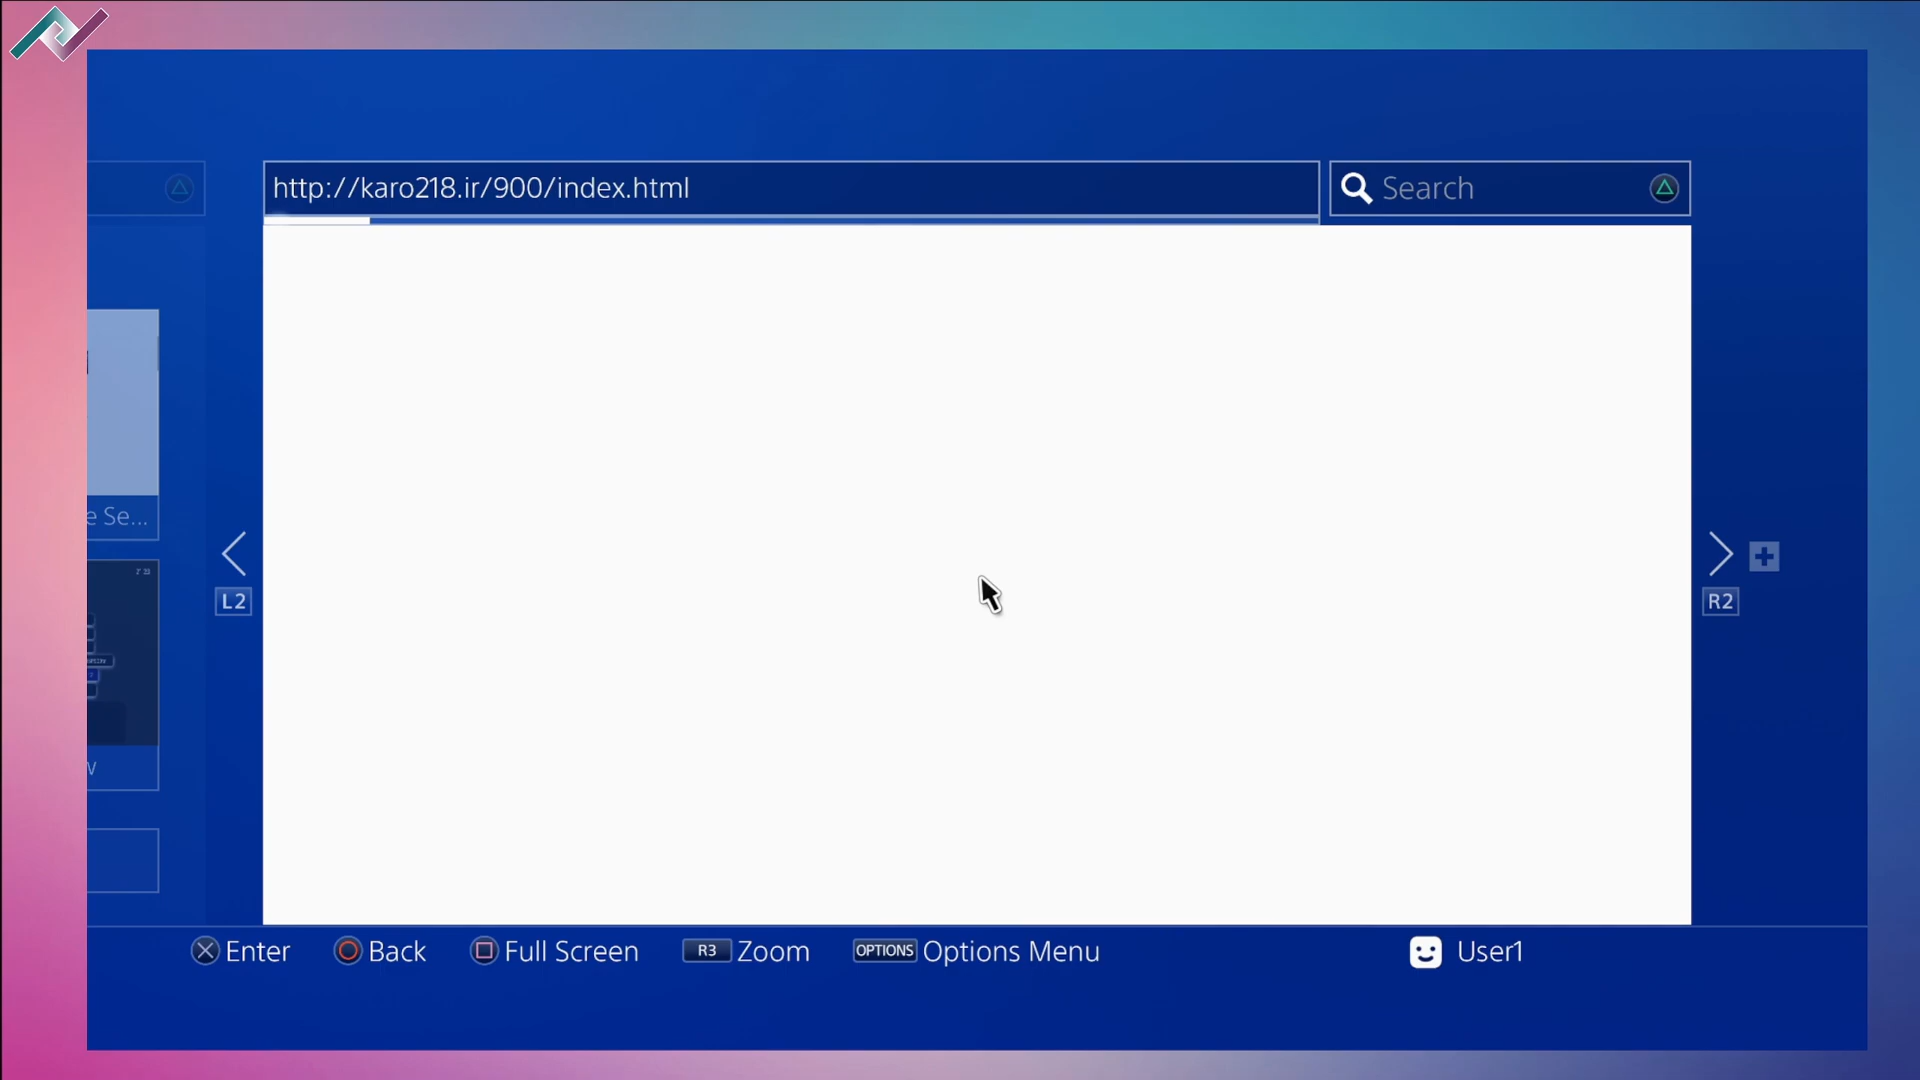 http://karo218.ir/900/index.html
Search
e Se...
L2
R2
Enter
Back
Full Screen
R3 Zoom
OPTIONS Options Menu
User1